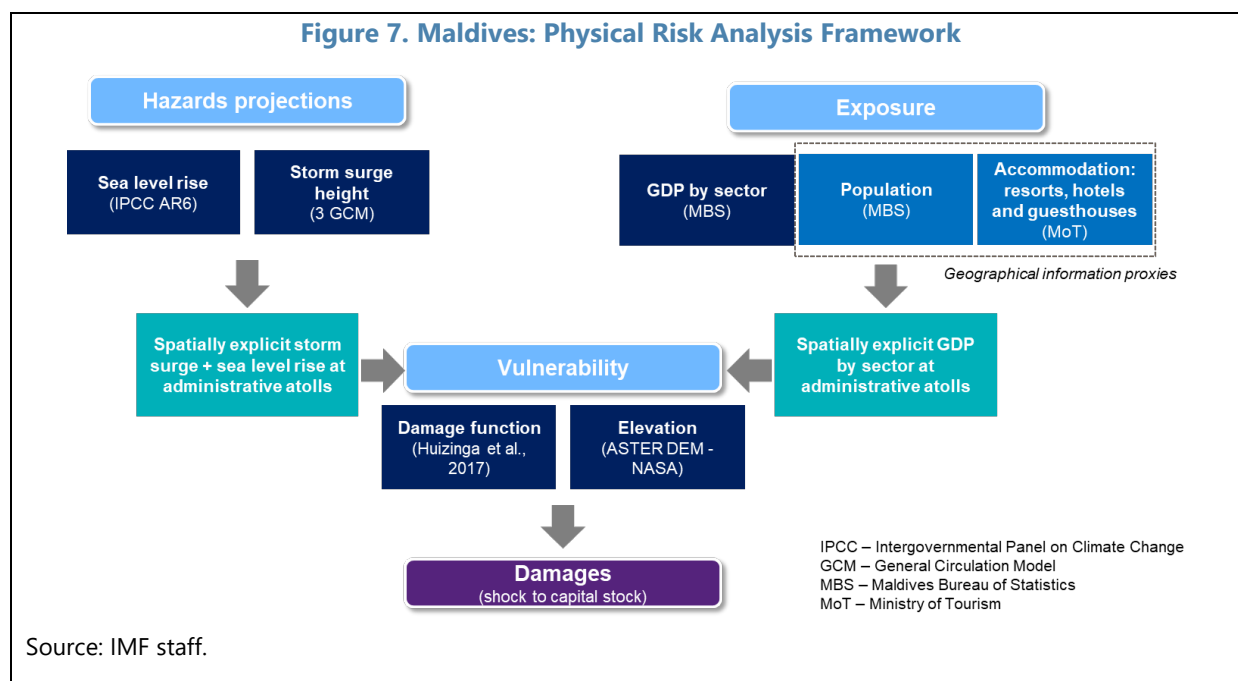 Figure 7. Maldives: Physical Risk Analysis Framework
Hazards projections
Exposure
Sea level rise
(IPCC AR6)
Storm surge
height
(3 GCM)
GDP by sector
(MBS)
Population
(MBS)
Accommodation:
resorts, hotels
and guesthouses
(MoT)
Geographical information proxies
Spatially explicit storm
surge + sea level rise at
administrative atolls
Vulnerability
Spatially explicit GDP
by sector at
administrative atolls
Damage function
(Huizinga et al.,
2017)
Elevation
(ASTER DEM -
NASA)
Damages
(shock to capital stock)
IPCC – Intergovernmental Panel on Climate Change
GCM – General Circulation Model
MBS – Maldives Bureau of Statistics
MoT – Ministry of Tourism
Source: IMF staff.